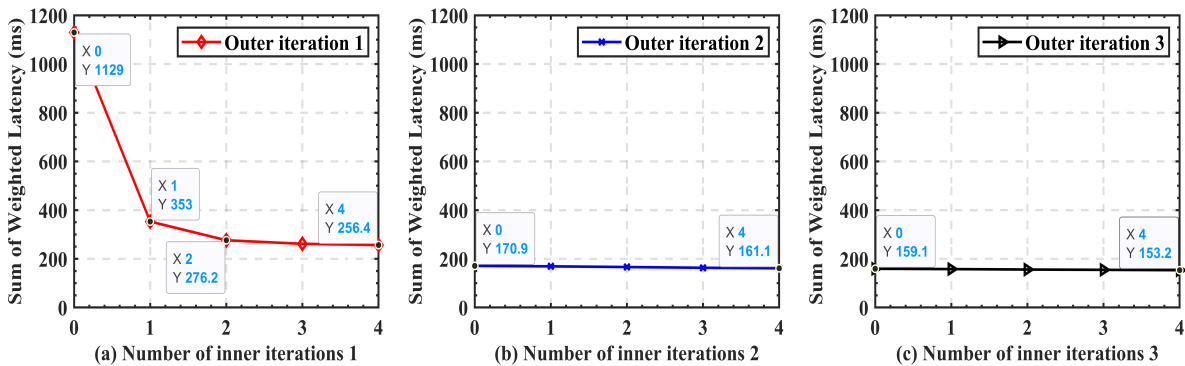 Sum of Weighted Latency (ms)
1200
1000
800
600
400
200
0
Outer iteration 1
X 0
Y 1129
X 1
Y 353
X 2
Y 276.2
X 4
Y 256.4
0 1 2 3 4
(a) Number of inner iterations 1
Sum of Weighted Latency (ms)
1200
1000
800
600
400
200
0
Outer iteration 2
X 0
Y 170.9
X 4
Y 161.1
0 1 2 3 4
(b) Number of inner iterations 2
Sum of Weighted Latency (ms)
1200
1000
800
600
400
200
0
Outer iteration 3
X 0
Y 159.1
X 4
Y 153.2
0 1 2 3 4
(c) Number of inner iterations 3